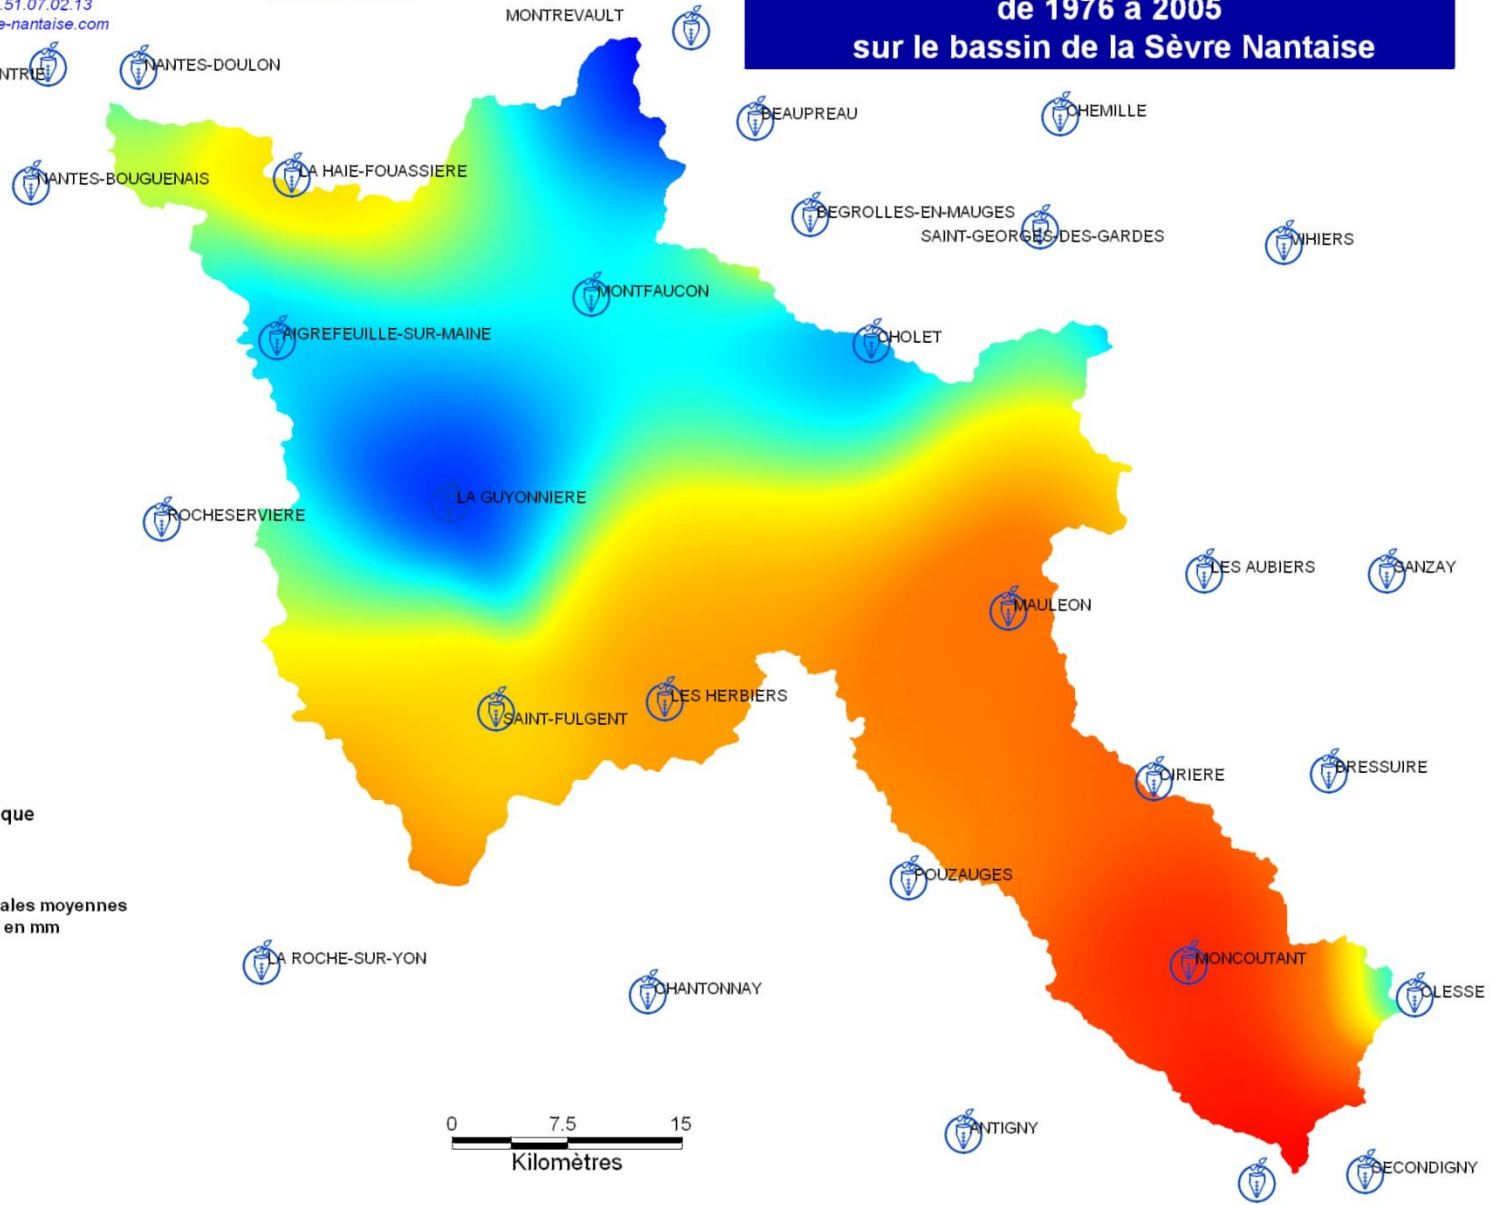 .51.07.02.13
e-nantaise.com
de 1976 à 2005
sur le bassin de la Sèvre Nantaise
MONTREVAULT
NTRIE
NANTES-DOULON
BEAUPREAU
CHEMILLE
NANTES-BOUGUENAIS
LA HAIE-FOUASSIERE
BEGROLLES-EN-MAUGES
SAINT-GEORGES-DES-GARDES
VIHIERS
MONTFAUCON
AIGREFEUILLE-SUR-MAINE
CHOLET
LA GUYONNIERE
ROCHESERVIERE
LES AUBIERS
SANZAY
MAULEON
LES HERBIERS
SAINT-FULGENT
CIRIERE
BRESSUIRE
que
POUZAUGES
ales moyennes
en mm
LA ROCHE-SUR-YON
MONCOUTANT
CHANTONNAY
CLESSE
0 7.5 15
Kilomètres
ANTIGNY
SECONDIGNY